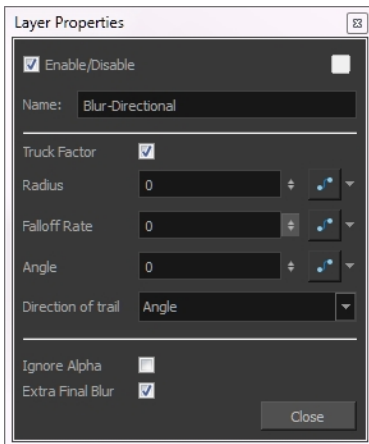 Layer Properties
Enable/Disable
Name: Blur-Directional
Truck Factor
Radius 0
Falloff Rate 0
Angle 0
Direction of trail Angle
Ignore Alpha
Extra Final Blur
Close